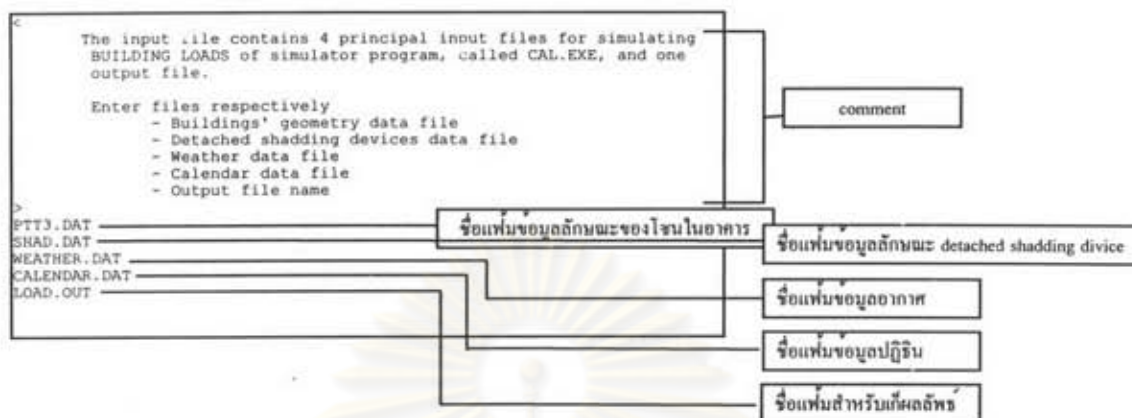 <
The input .ile contains 4 principal inout files for simulating
BUILDING LOADS of simulator program, called CAL.EXE, and one
output file.
Enter files respectively
- Buildings' geometry data file
- Detached shadding devices data file
- Weather data file
- Calendar data file
- Output file name
>
comment
PTT3.DAT
ชื่อแฟ้มข้อมูลลักษณะของโซนในอาคาร
SHAD.DAT
ชื่อแฟ้มข้อมูลลักษณะ detached shadding divice
WEATHER.DAT
CALENDAR.DAT
LOAD.OUT
ชื่อแฟ้มข้อมูลอากาศ
ชื่อแฟ้มข้อมูลปฏิธิน
ชื่อแฟ้มสำหรับเก็ผลลัพธ์